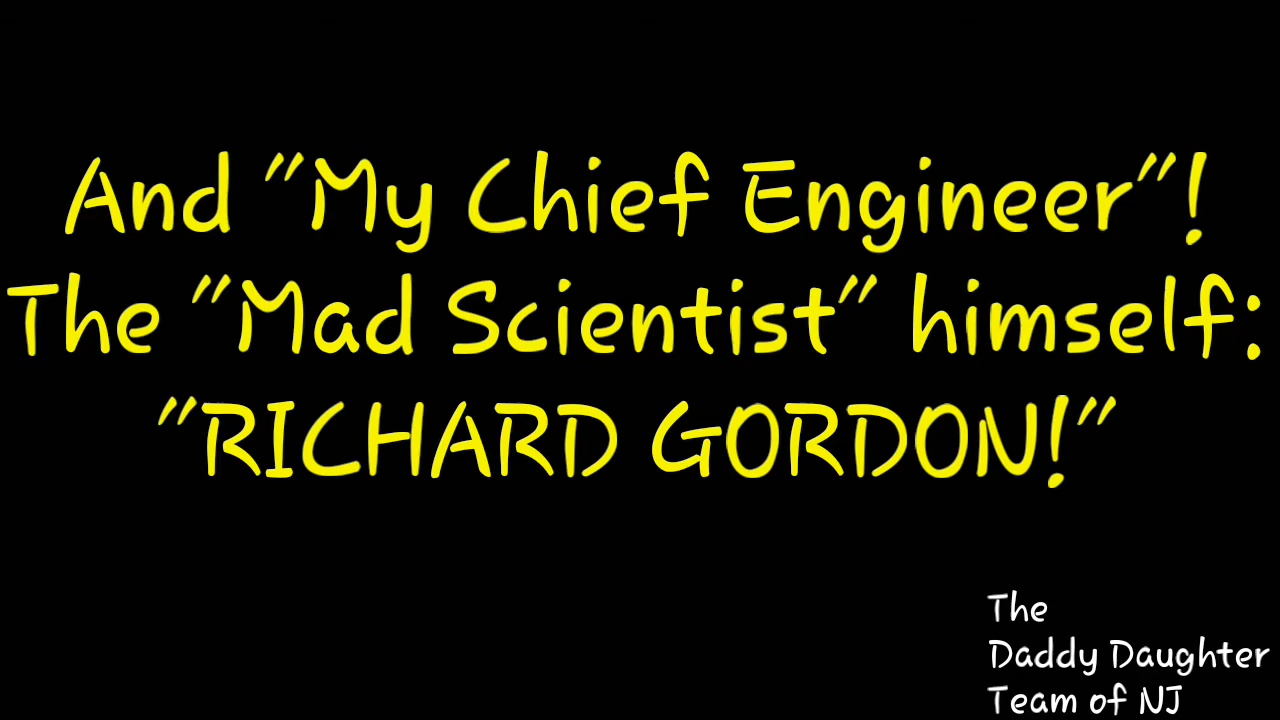 And "My Chief Engineer"!
The "Mad Scientist" himself:
"RICHARD GORDON!"
The
Daddy Daughter
Team of NJ